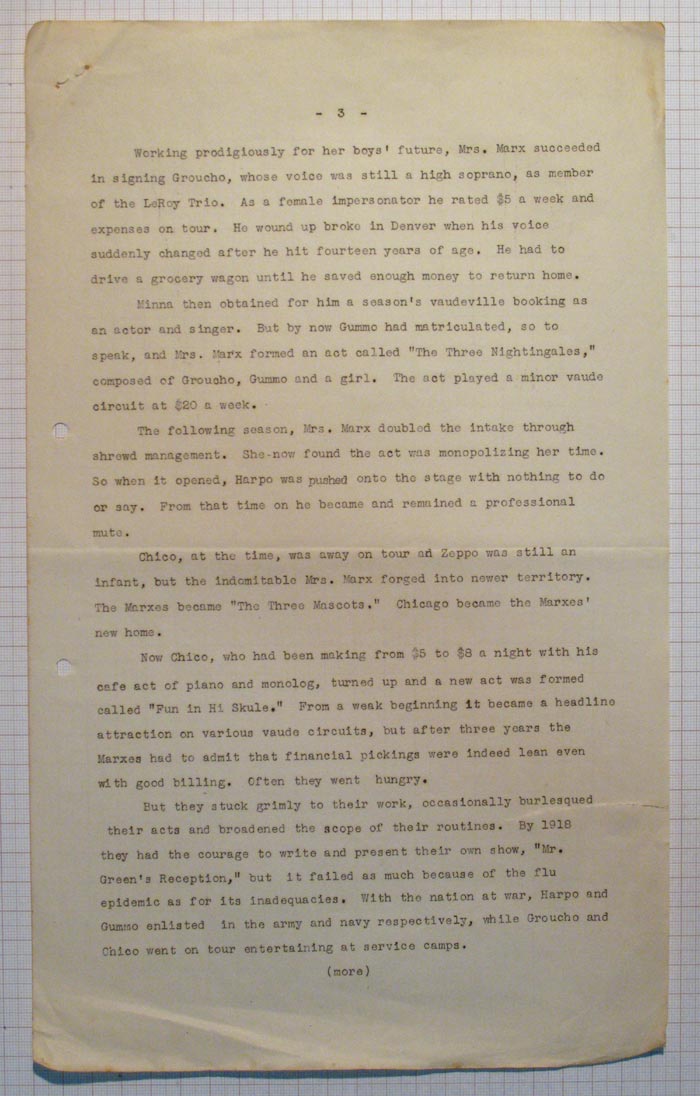 - 3 -
Working prodigiously for her boys' future, Mrs. Marx succeeded
in signing Groucho, whose voice was still a high soprano, as member
of the LeRoy Trio. As a female impersonator he rated $5 a week and
expenses on tour. He wound up broke in Denver when his voice
suddenly changed after he hit fourteen years of age. He had to
drive a grocery wagon until he saved enough money to return home.
Minna then obtained for him a season's vaudeville booking as
an actor and singer. But by now Gummo had matriculated, so to
speak, and Mrs. Marx formed an act called "The Three Nightingales,"
composed of Groucho, Gummo and a girl. The act played a minor vaude
circuit at $20 a week.
The following season, Mrs. Marx doubled the intake through
shrewd management. She now found the act was monopolizing her time.
So when it opened, Harpo was pushed onto the stage with nothing to do
or say. From that time on he became and remained a professional
mute.
Chico, at the time, was away on tour ad Zeppo was still an
infant, but the indomitable Mrs. Marx forged into newer territory.
The Marxes became "The Three Mascots." Chicago became the Marxes'
new home.
Now Chico, who had been making from $5 to $8 a night with his
cafe act of piano and monolog, turned up and a new act was formed
called "Fun in Hi Skule." From a weak beginning it became a headline
attraction on various vaude circuits, but after three years the
Marxes had to admit that financial pickings were indeed lean even
with good billing. Often they went hungry.
But they stuck grimly to their work, occasionally burlesqued
their acts and broadened the scope of their routines. By 1918
they had the courage to write and present their own show, "Mr.
Green's Reception," but it failed as much because of the flu
epidemic as for its inadequacies. With the nation at war, Harpo and
Gummo enlisted in the army and navy respectively, while Groucho and
Chico went on tour entertaining at service camps.
(more)